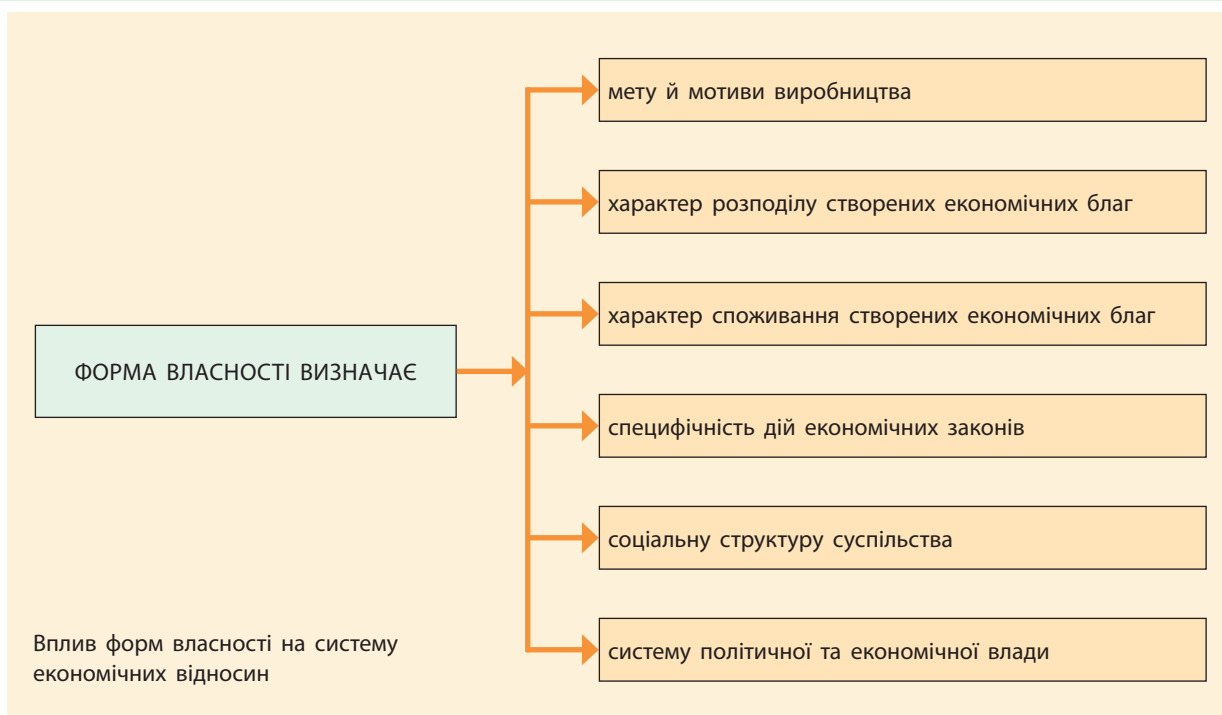 мету й мотиви виробництва
характер розподілу створених економічних благ
характер споживання створених економічних благ
ФОРМА ВЛАСНОСТІ ВИЗНАЧАЄ
специфічність дій економічних законів
соціальну структуру суспільства
систему політичної та економічної влади
Вплив форм власності на систему
економічних відносин